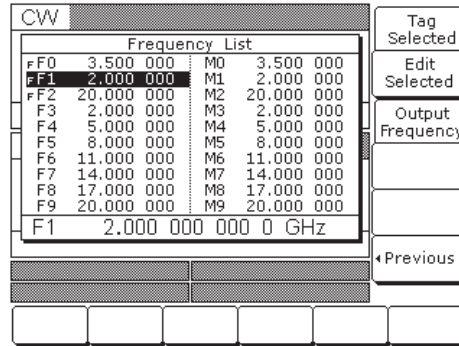 CW
Frequency List
FF0 3.500 000 M0 3.500 000
FF1 2.000 000 M1 2.000 000
FF2 20.000 000 M2 20.000 000
F3 2.000 000 M3 2.000 000
F4 5.000 000 M4 5.000 000
F5 8.000 000 M5 8.000 000
F6 11.000 000 M6 11.000 000
F7 14.000 000 M7 14.000 000
F8 17.000 000 M8 17.000 000
F9 20.000 000 M9 20.000 000
F1 2.000 000 000 0 GHz
Tag
Selected
Edit
Selected
Output
Frequency
Previous